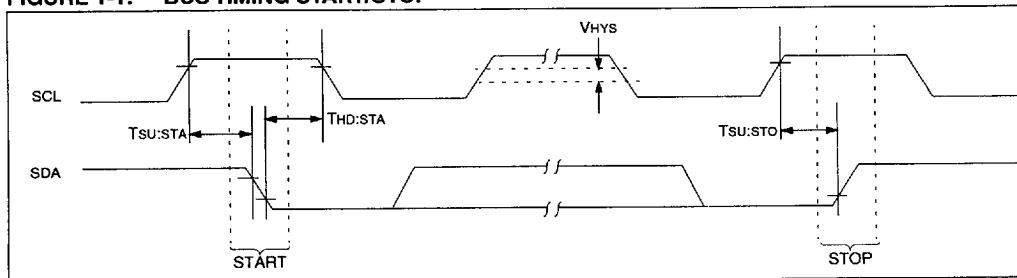 VHYS
SCL
TSU:STA
THD:STA
TSU:STO
SDA
START
STOP